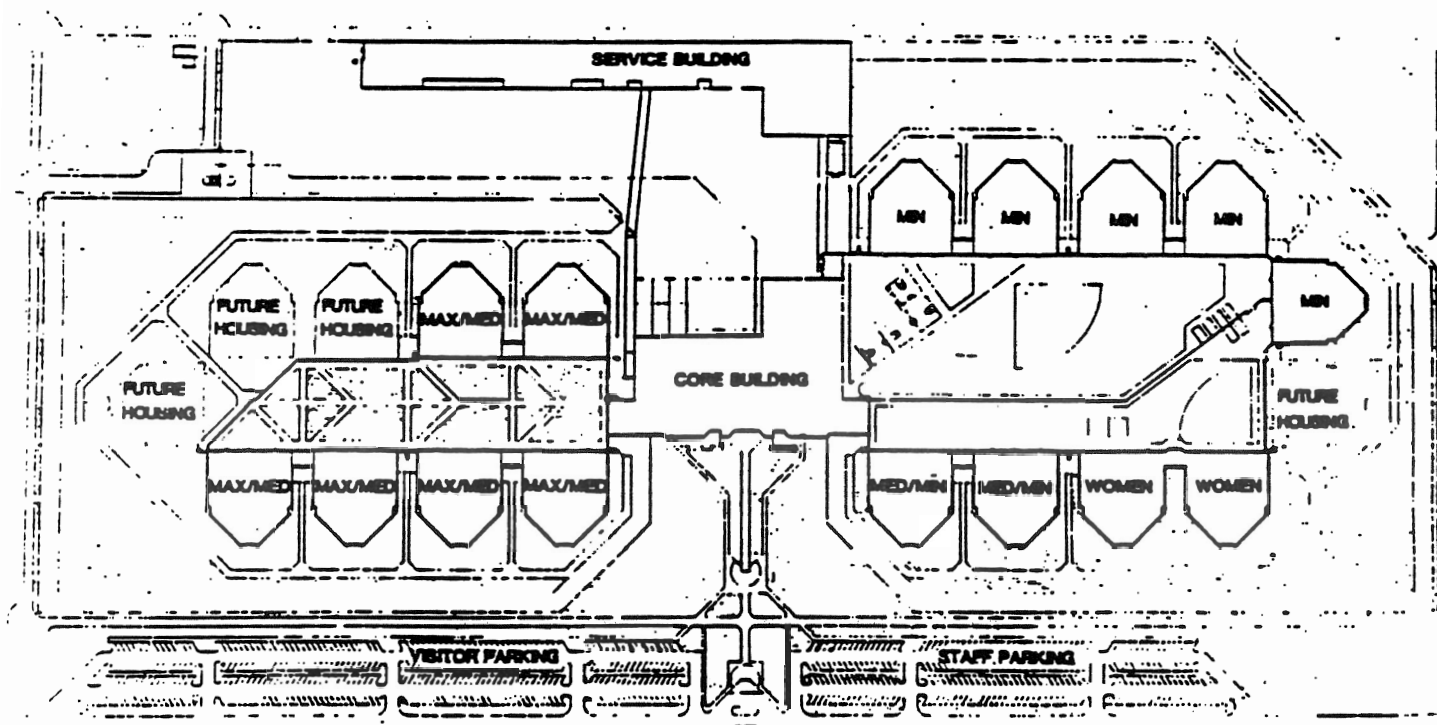 SERVICE BUILDING
MIN
MIN
MIN
MIN
FUTURE
HOUSING
FUTURE
HOUSING
MAX/MED
MAX/MED
MIN
FUTURE
HOUSING
CORE BUILDING
FUTURE
HOUSING
MAX/MED
MAX/MED
MAX/MED
MAX/MED
MED/MIN
MED/MIN
WOMEN
WOMEN
VISITOR PARKING
STAFF PARKING